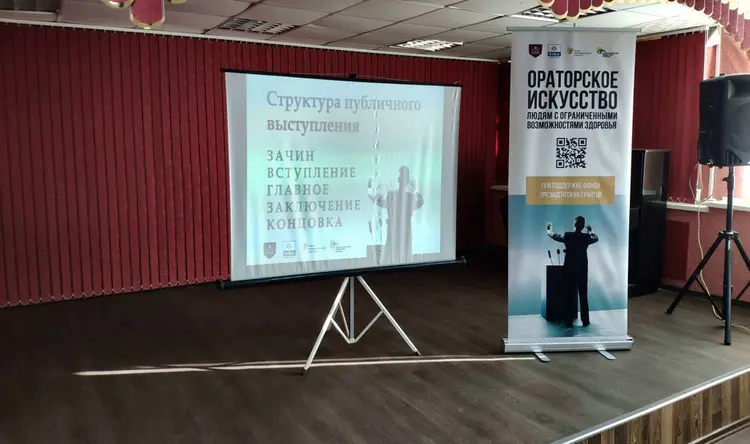 Структура публичного
выступления
ЗАЧИН
ВСТУПЛЕНИЕ
ГЛАВНОЕ
ЗАКЛЮЧЕНИЕ
КОНЦОВКА
ОРАТОРСКОЕ
ИСКУССТВО
ЛЮДЯМ С ОГРАНИЧЕННЫМИ
ВОЗМОЖНОСТЯМИ ЗДОРОВЬЯ
ПРИ ПОДДЕРЖКЕ ФОНДА
ПРЕЗИДЕНТСКИХ ГРАНТОВ